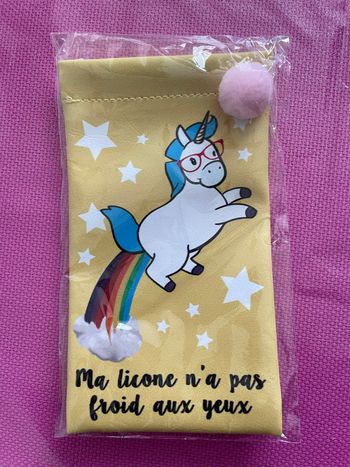 Ma licone n'a pas
froid aux yeux